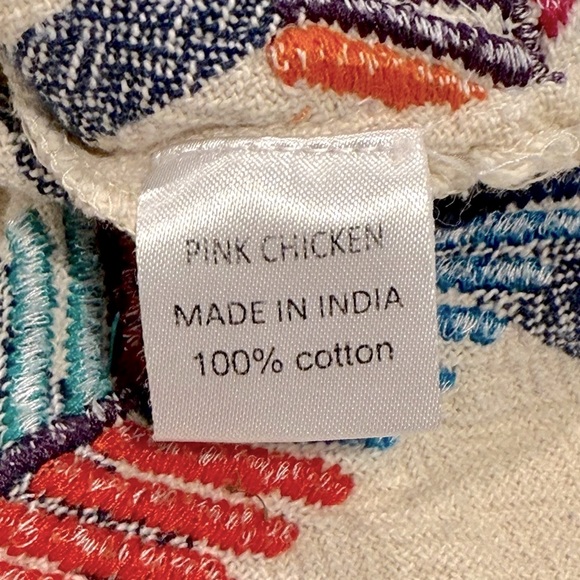 PINK CHICKEN
MADE IN INDIA
100% cotton